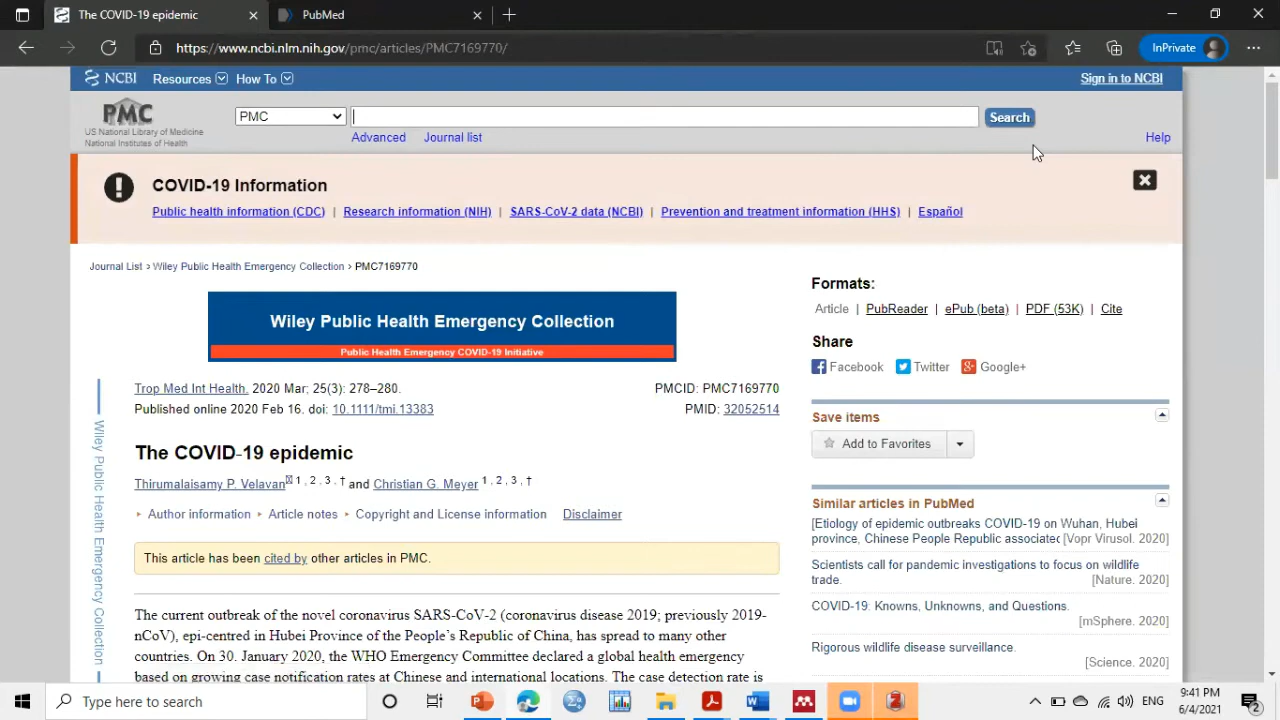 The COVID-19 epidemic
PubMed
https://www.ncbi.nlm.nih.gov/pmc/articles/PMC7169770/
InPrivate
NCBI Resources How To Sign in to NCBI
PMC
US National Library of Medicine
National Institutes of Health
PMC
Search
Advanced Journal list Help
COVID-19 Information
Public health information (CDC) | Research information (NIH) | SARS-CoV-2 data (NCBI) | Prevention and treatment information (HHS) | Español
Journal List > Wiley Public Health Emergency Collection > PMC7169770
Wiley Public Health Emergency Collection
Public Health Emergency COVID-19 Initiative
Trop Med Int Health. 2020 Mar; 25(3): 278–280. PMCID: PMC7169770
Published online 2020 Feb 16. doi: 10.1111/tmi.13383 PMID: 32052514
The COVID-19 epidemic
Thirumalaisamy P. Velavan 1 , 2 , 3 , † and Christian G. Meyer 1 , 2 , 3 , †
Author information Article notes Copyright and License information Disclaimer
This article has been cited by other articles in PMC.
The current outbreak of the novel coronavirus SARS-CoV-2 (coronavirus disease 2019; previously 2019-
nCoV), epi-centred in Hubei Province of the People's Republic of China, has spread to many other
countries. On 30. January 2020, the WHO Emergency Committee declared a global health emergency
based on growing case notification rates at Chinese and international locations. The case detection rate is
Wiley Public Health Emergency Collection
Wiley Public Health Emergency Collection
Formats:
Article | PubReader | ePub (beta) | PDF (53K) | Cite
Share
Facebook Twitter Google+
Save items
Add to Favorites
Similar articles in PubMed
[Etiology of epidemic outbreaks COVID-19 on Wuhan, Hubei
province, Chinese People Republic associatec [Vopr Virusol. 2020]
Scientists call for pandemic investigations to focus on wildlife
trade. [Nature. 2020]
COVID-19: Knowns, Unknowns, and Questions.
[mSphere. 2020]
Rigorous wildlife disease surveillance.
[Science. 2020]
Type here to search
ENG
9:41 PM
6/4/2021
2